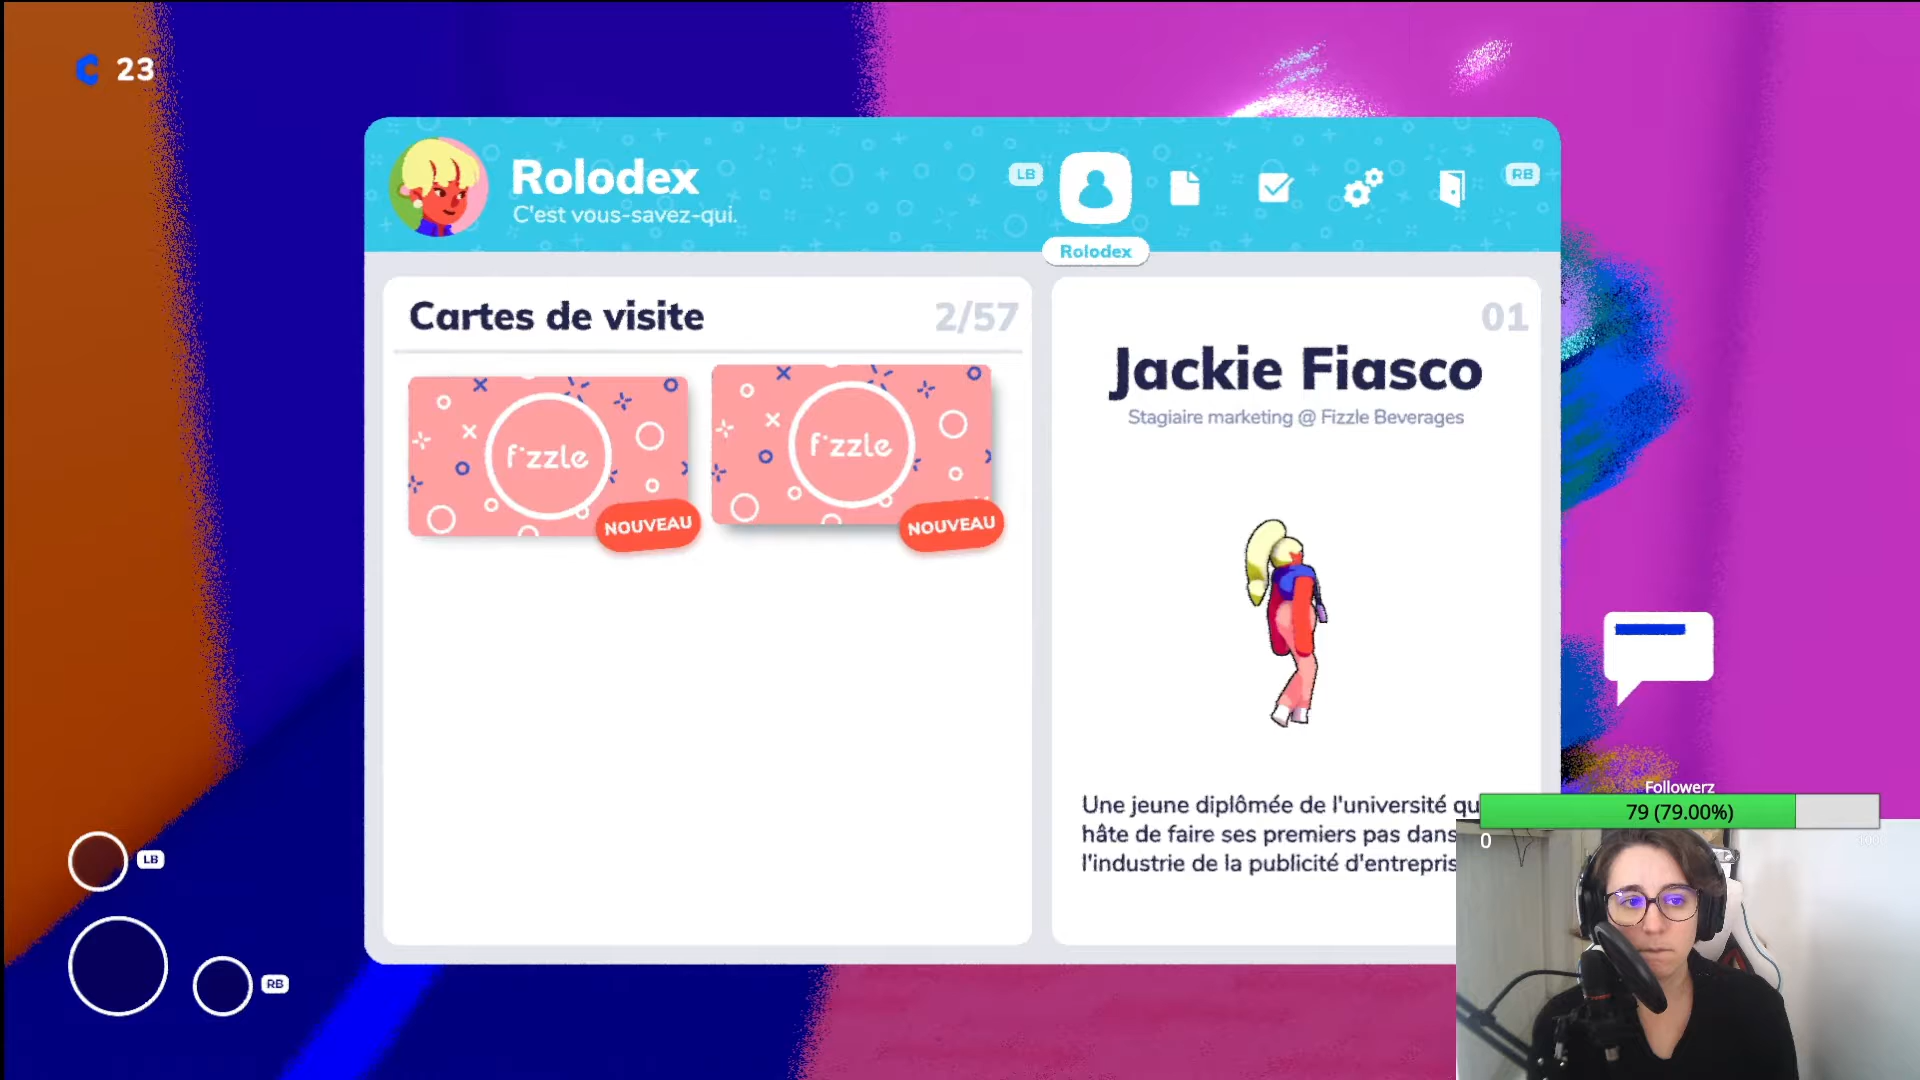 23
Rolodex
C'est vous-savez-qui.
LB
RB
Rolodex
Cartes de visite
2/57
fizzle
NOUVEAU
fizzle
NOUVEAU
01
Jackie Fiasco
Stagiaire marketing @ Fizzle Beverages
Une jeune diplômée de l'université qu
hâte de faire ses premiers pas dans
l'industrie de la publicité d'entrepris
Followerz
79 (79.00%)
0
LB
RB